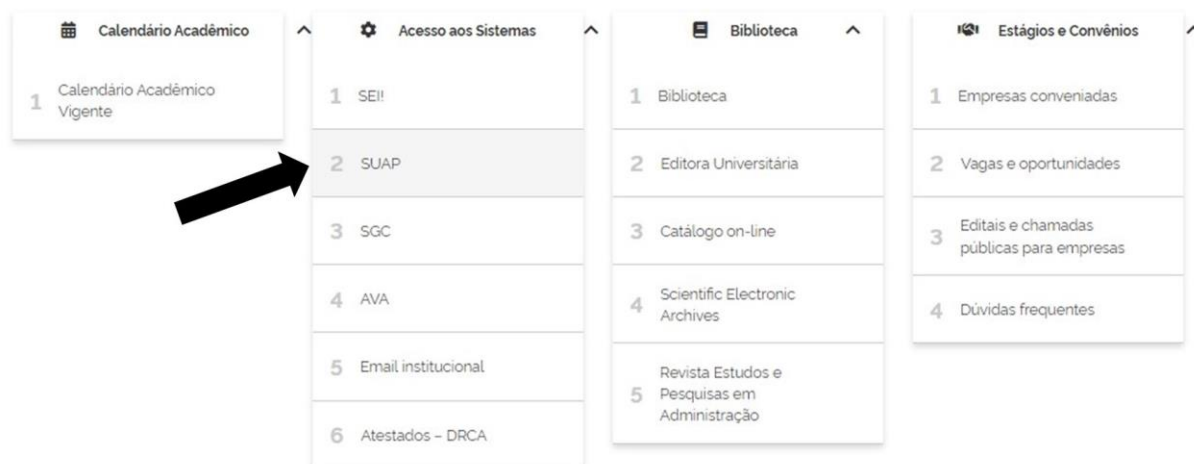 Calendário Acadêmico
1 Calendário Acadêmico
Vigente
Acesso aos Sistemas
1 SEI!
2 SUAP
3 SGC
4 AVA
5 Email institucional
6 Atestados – DRCA
Biblioteca
1 Biblioteca
2 Editora Universitária
3 Catálogo on-line
4 Scientific Electronic
Archives
5 Revista Estudos e
Pesquisas em
Administração
Estágios e Convênios
1 Empresas conveniadas
2 Vagas e oportunidades
3 Editais e chamadas
públicas para empresas
4 Dúvidas frequentes